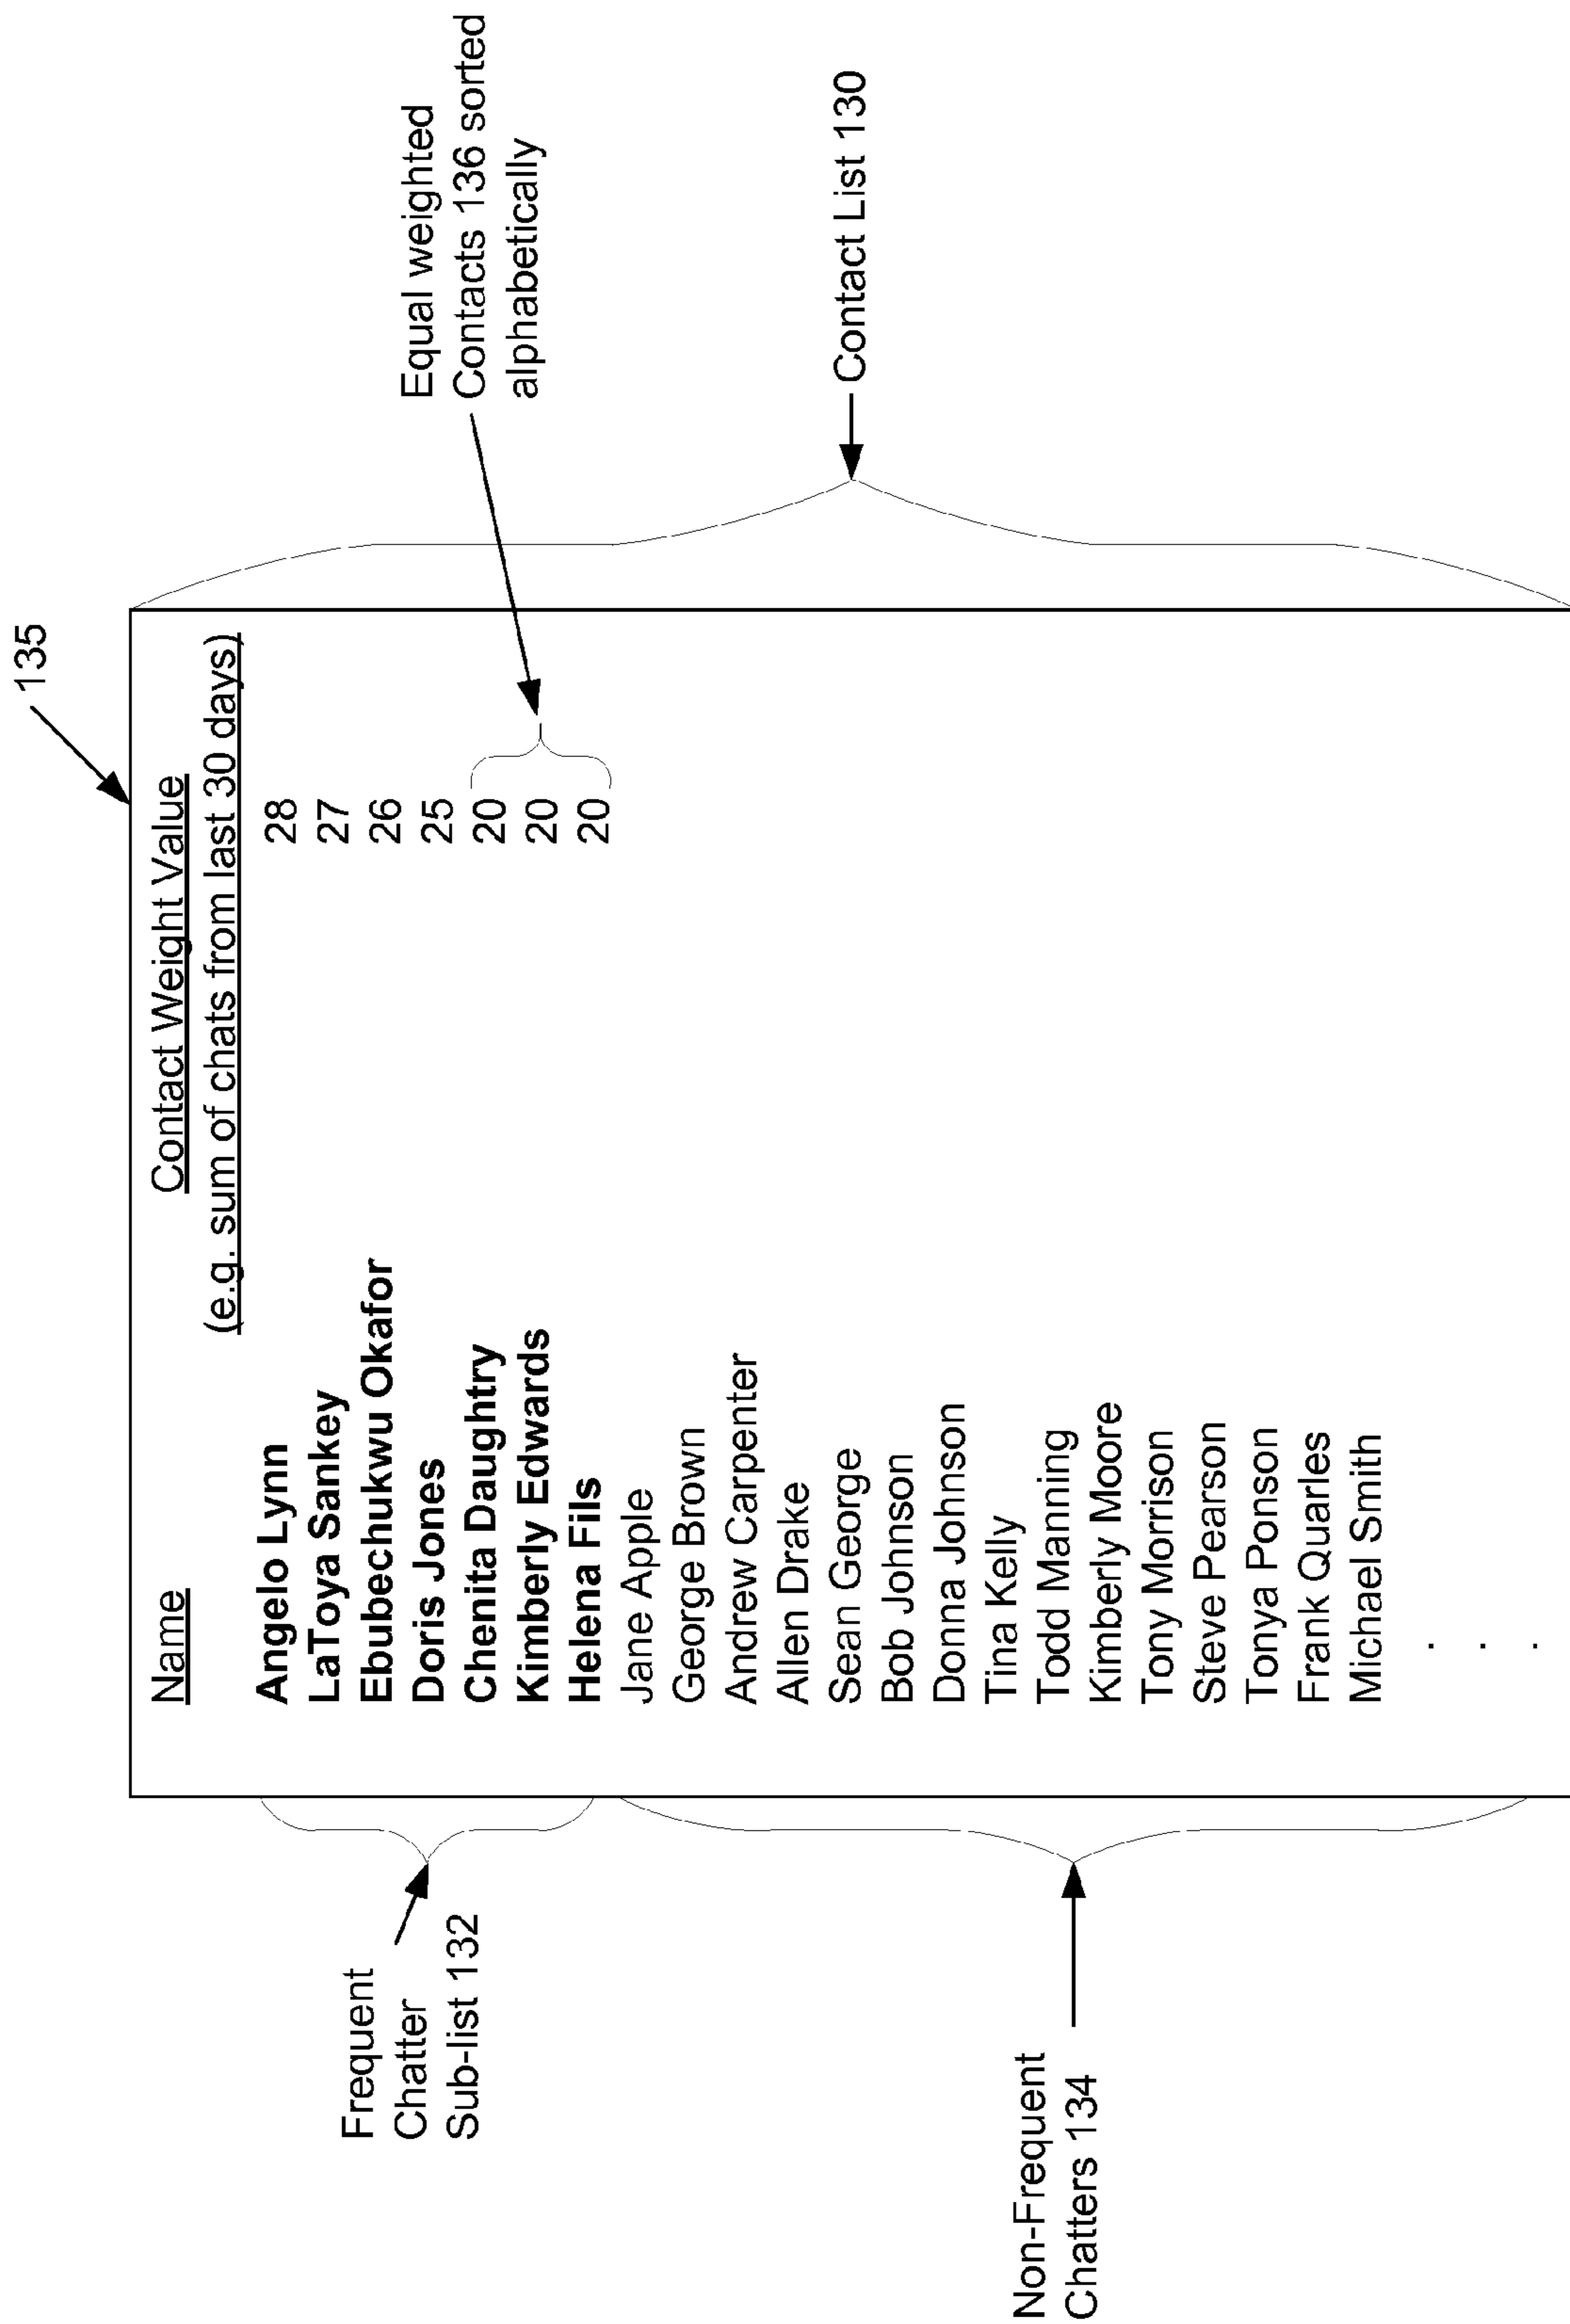 135
Name
Contact Weight Value
(e.g. sum of chats from last 30 days)
Angelo Lynn 28
LaToya Sankey 27
Ebubechukwu Okafor 26
Doris Jones 25
Chenita Daughtry 20
Kimberly Edwards 20
Helena Fils 20
Jane Apple
George Brown
Andrew Carpenter
Allen Drake
Sean George
Bob Johnson
Donna Johnson
Tina Kelly
Todd Manning
Kimberly Moore
Tony Morrison
Steve Pearson
Tonya Ponson
Frank Quarles
Michael Smith
.
.
.
Frequent
Chatter
Sub-list 132
Non-Frequent
Chatters 134
Equal weighted
Contacts 136 sorted
alphabetically
Contact List 130